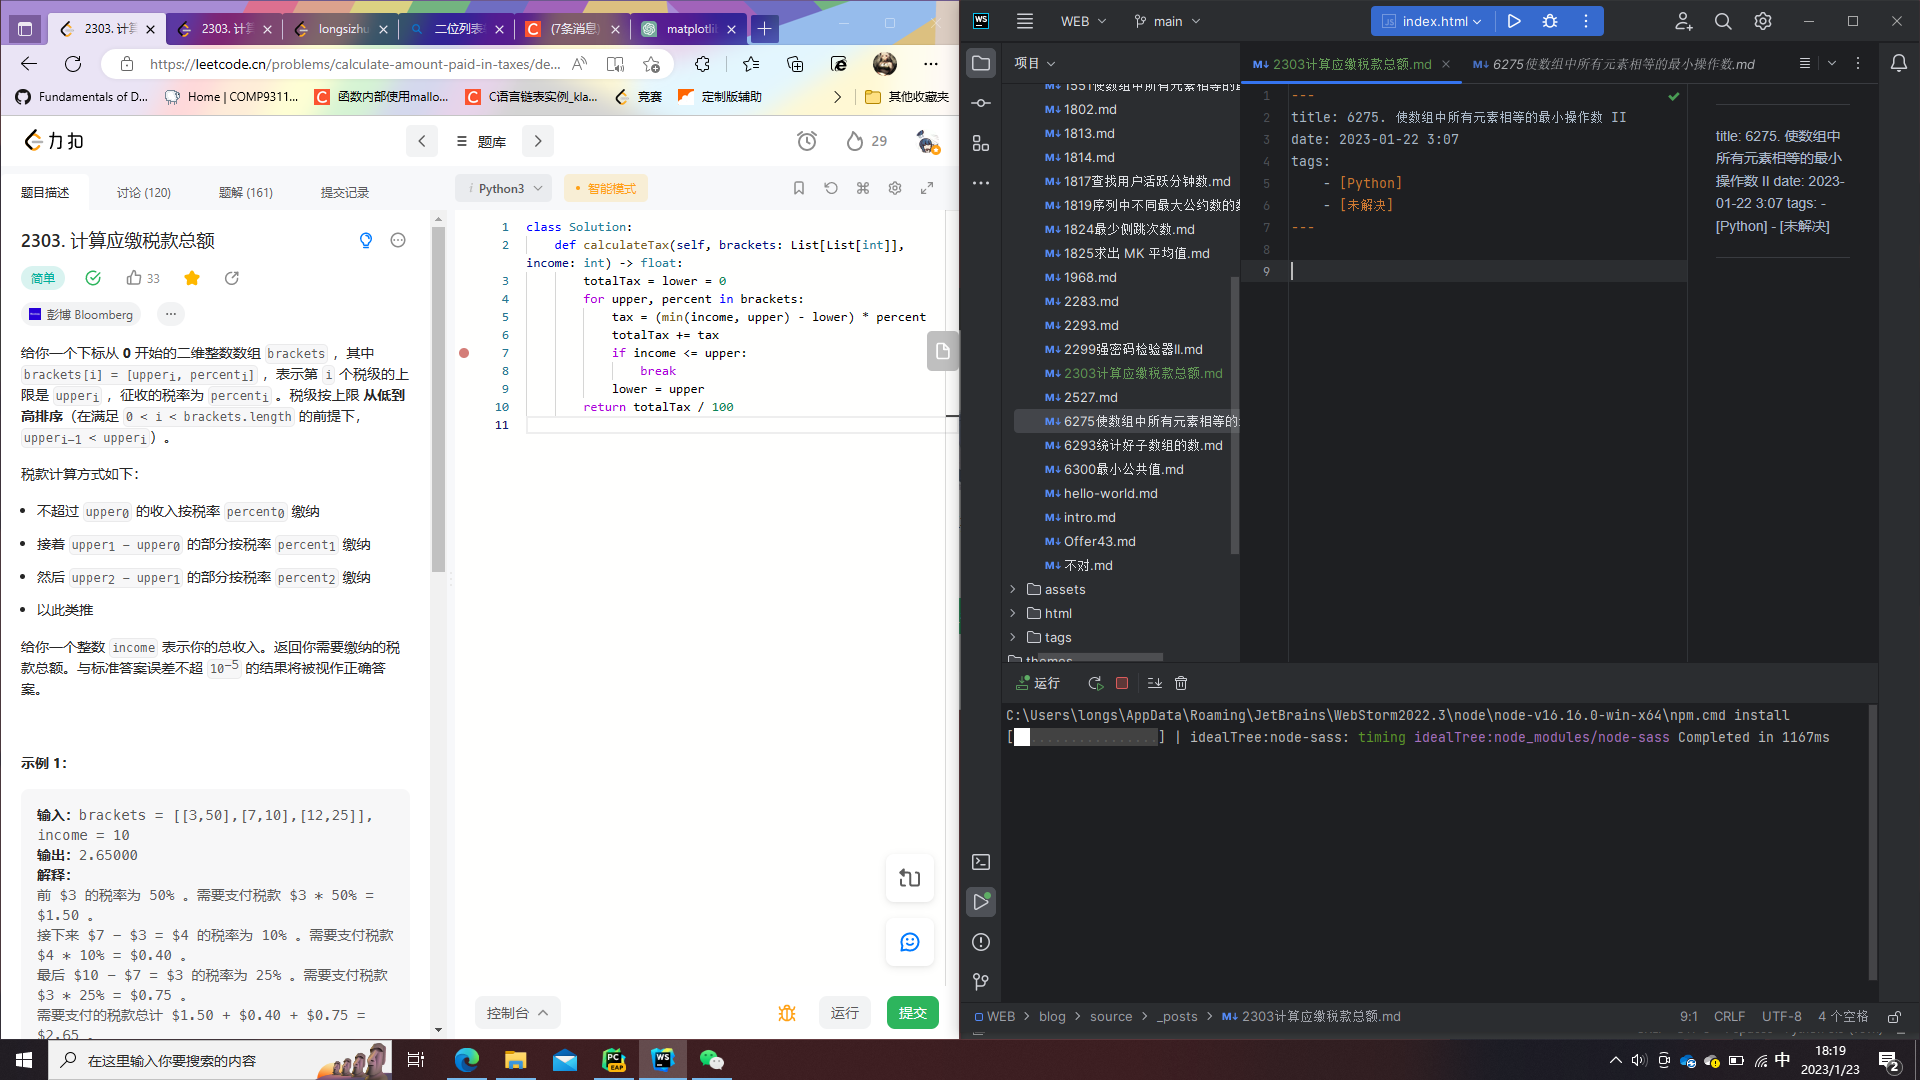 2303. 计算
2303. 计算
longsizhu
二位列表
(7条消息)
matplotli
https://leetcode.cn/problems/calculate-amount-paid-in-taxes/de...
Fundamentals of D...
Home | COMP9311...
函数内部使用mallo...
C语言链表实例_kla...
竞赛
定制版辅助
其他收藏夹
力扣
题库
29
题目描述
讨论 (120)
题解 (161)
提交记录
2303. 计算应缴税款总额
简单
33
彭博 Bloomberg
给你一个下标从 0 开始的二维整数数组 brackets ，其中
brackets[i] = [upperi, percenti] ，表示第 i 个税级的上
限是 upperi ，征收的税率为 percenti 。税级按上限 从低到
高排序（在满足 0 < i < brackets.length 的前提下，
upperi-1 < upperi）。
税款计算方式如下：
不超过 upper0 的收入按税率 percent0 缴纳
接着 upper1 - upper0 的部分按税率 percent1 缴纳
然后 upper2 - upper1 的部分按税率 percent2 缴纳
以此类推
给你一个整数 income 表示你的总收入。返回你需要缴纳的税
款总额。与标准答案误差不超 10-5 的结果将被视作正确答
案。
示例 1：
输入：brackets = [[3,50],[7,10],[12,25]],
income = 10
输出：2.65000
解释：
前 $3 的税率为 50% 。需要支付税款 $3 * 50% =
$1.50 。
接下来 $7 - $3 = $4 的税率为 10% 。需要支付税款
$4 * 10% = $0.40 。
最后 $10 - $7 = $3 的税率为 25% 。需要支付税款
$3 * 25% = $0.75 。
需要支付的税款总计 $1.50 + $0.40 + $0.75 =
$2.65 。
i Python3
智能模式
1 class Solution:
2 def calculateTax(self, brackets: List[List[int]],
income: int) -> float:
3 totalTax = lower = 0
4 for upper, percent in brackets:
5 tax = (min(income, upper) - lower) * percent
6 totalTax += tax
7 if income <= upper:
8 break
9 lower = upper
10 return totalTax / 100
11
控制台
运行
提交
WS
WEB
main
index.html
项目
1551使数组中所有元素相等的最
1802.md
1813.md
1814.md
1817查找用户活跃分钟数.md
1819序列中不同最大公约数的数
1824最少侧跳次数.md
1825求出 MK 平均值.md
1968.md
2283.md
2293.md
2299强密码检验器II.md
2303计算应缴税款总额.md
2527.md
6275使数组中所有元素相等的
6293统计好子数组的数.md
6300最小公共值.md
hello-world.md
intro.md
Offer43.md
不对.md
assets
html
tags
themes
2303计算应缴税款总额.md
6275使数组中所有元素相等的最小操作数.md
1 ---
2 title: 6275. 使数组中所有元素相等的最小操作数 II
3 date: 2023-01-22 3:07
4 tags:
5 - [Python]
6 - [未解决]
7 ---
8
9
title: 6275. 使数组中
所有元素相等的最小
操作数 II date: 2023-
01-22 3:07 tags: -
[Python] - [未解决]
运行
C:\Users\longs\AppData\Roaming\JetBrains\WebStorm2022.3\node\node-v16.16.0-win-x64\npm.cmd install
[..................] | idealTree:node-sass: timing idealTree:node_modules/node-sass Completed in 1167ms
WEB > blog > source > _posts > 2303计算应缴税款总额.md
9:1 CRLF UTF-8 4 个空格
在这里输入你要搜索的内容
中
18:19
2023/1/23
2